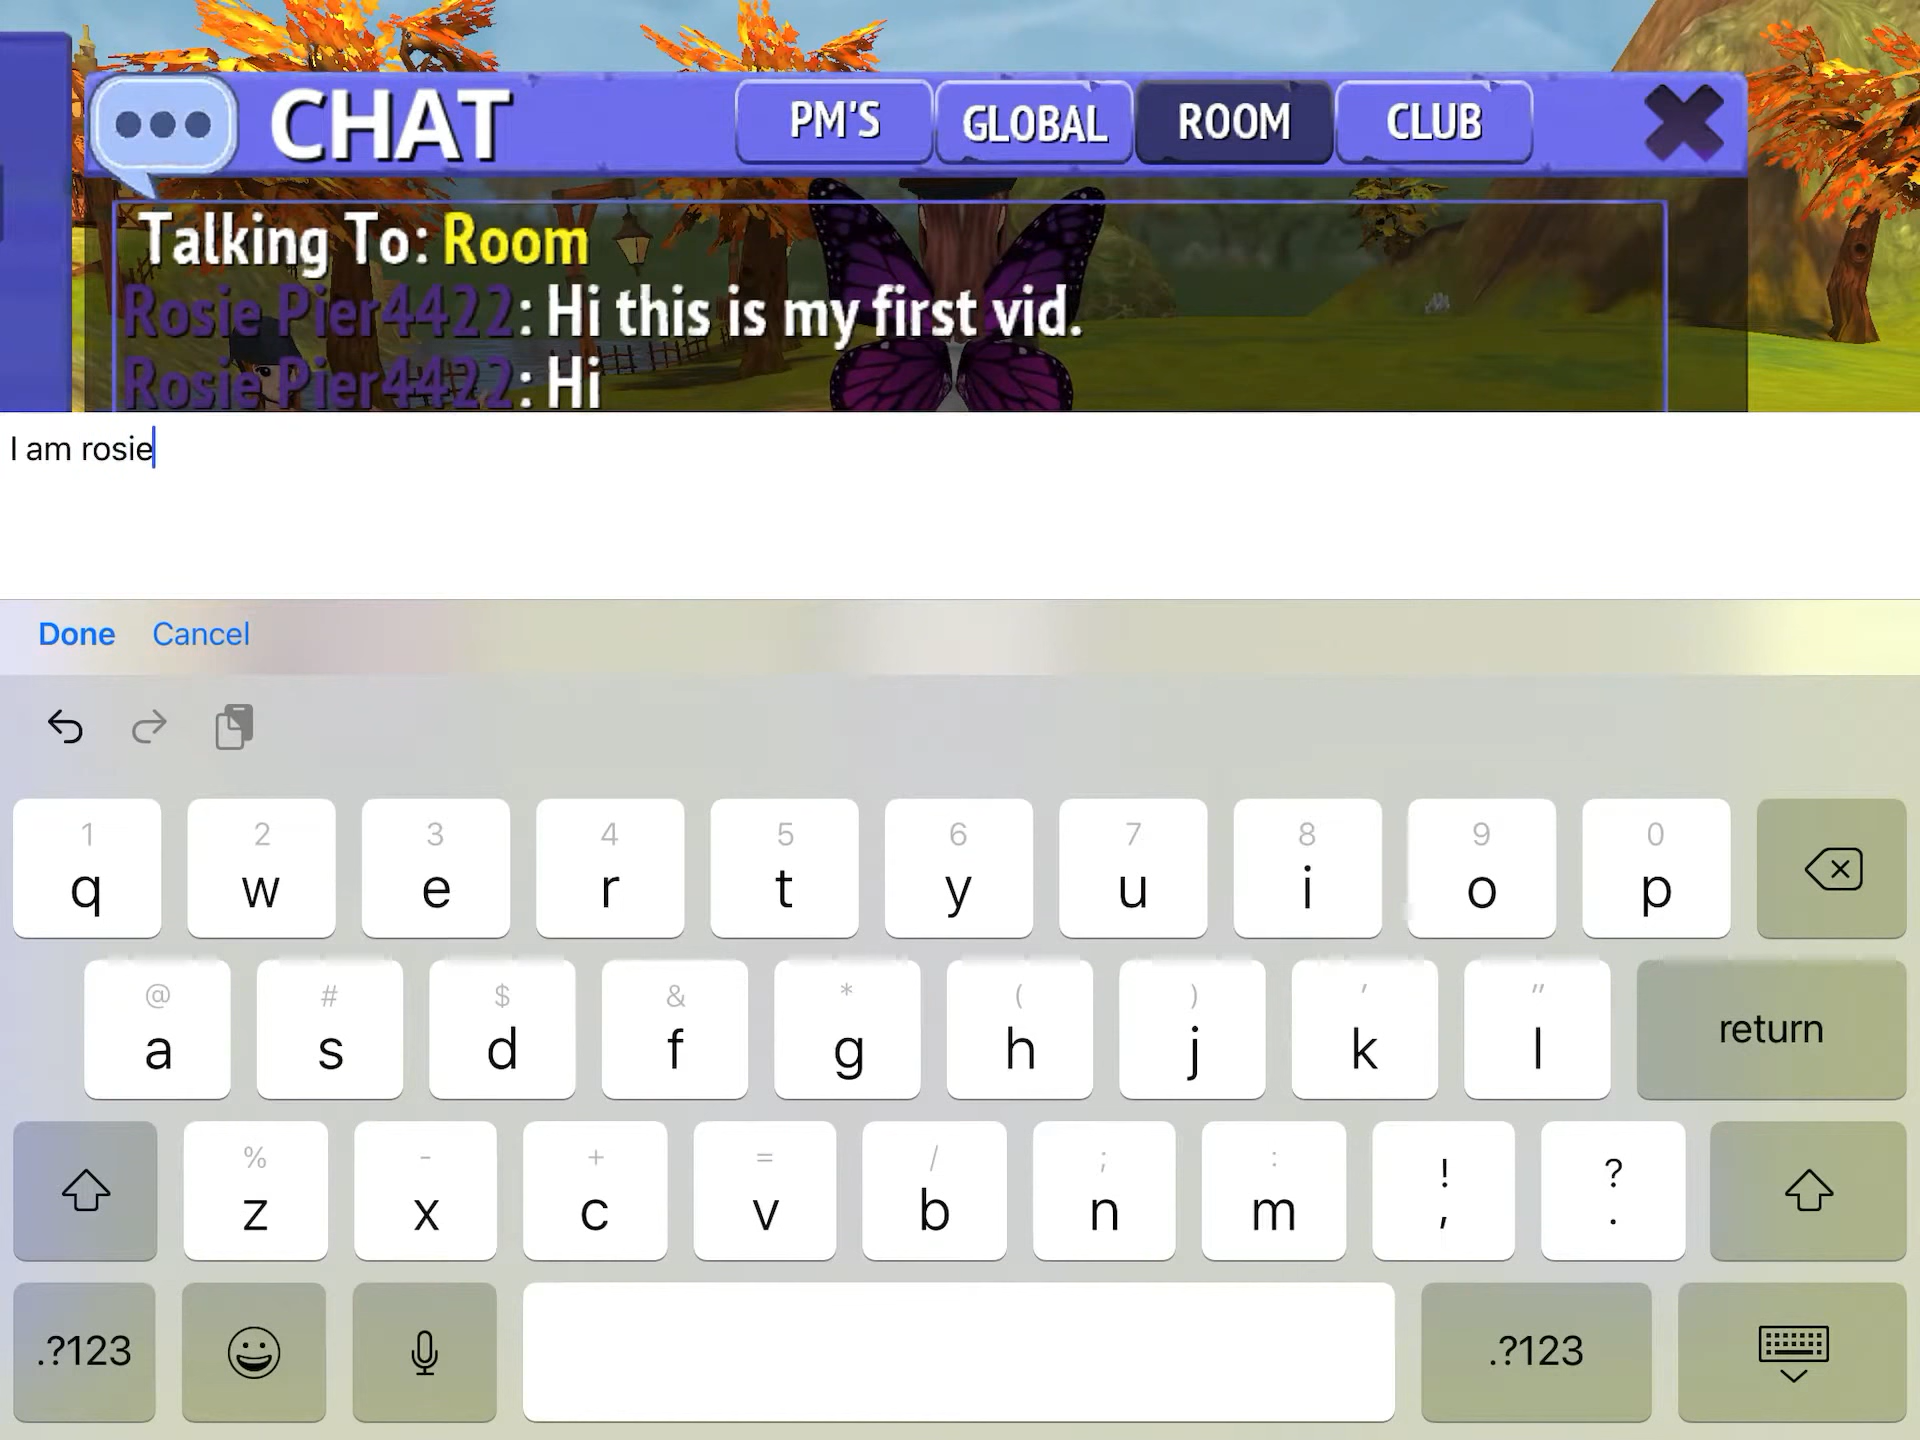 CHAT PM'S GLOBAL ROOM CLUB
Talking To: Room
Rosie Pier4422: Hi this is my first vid.
Rosie Pier4422: Hi
I am rosie
Done Cancel
1 2 3 4 5 6 7 8 9 0
q w e r t y u i o p
@ # $ & * ( ) ' "
a s d f g h j k l return
% - + = / ; : ! ?
z x c v b n m , .
.?123 .?123